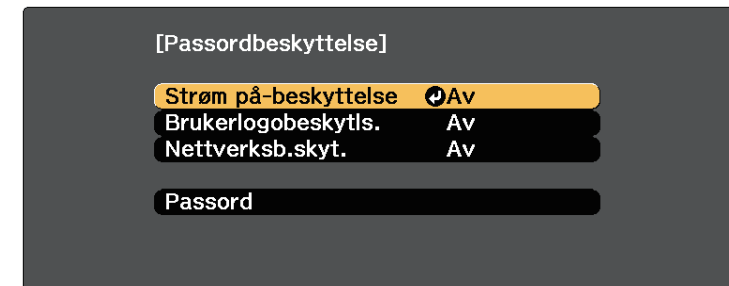 [Passordbeskyttelse]
Strøm på-beskyttelse Av
Brukerlogobeskytls. Av
Nettverksb.skyt. Av
Passord